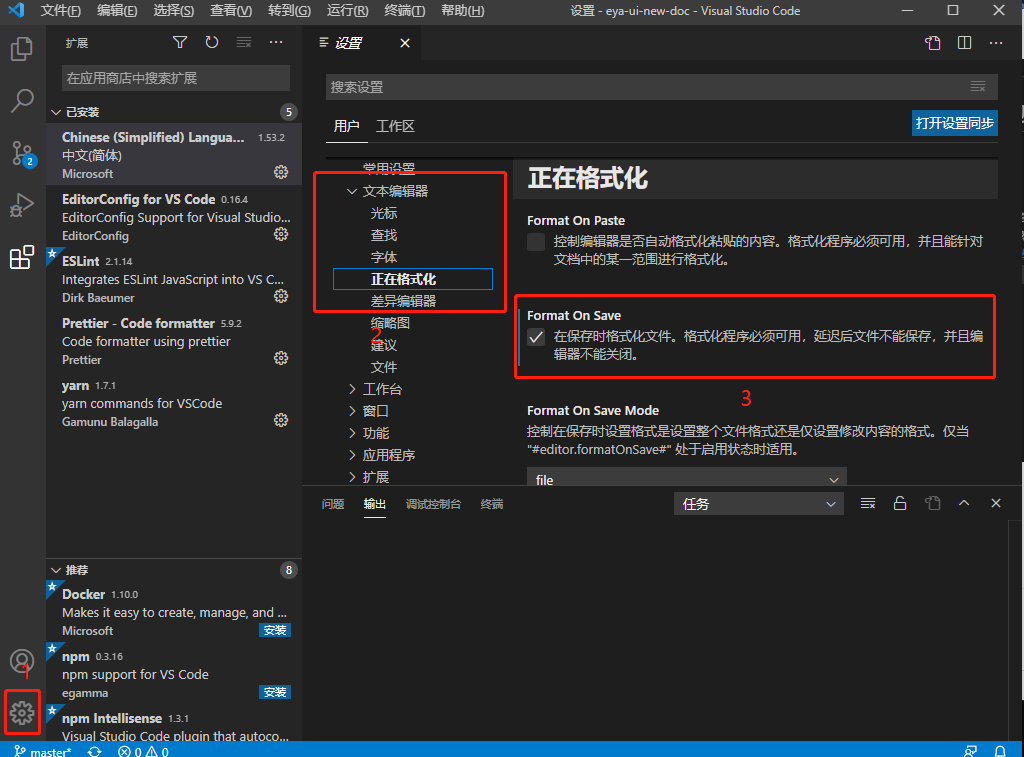 文件(F) 编辑(E) 选择(S) 查看(V) 转到(G) 运行(R) 终端(T) 帮助(H) 设置 - eya-ui-new-doc - Visual Studio Code
扩展
在应用商店中搜索扩展
已安装 5
Chinese (Simplified) Langua... 1.53.2
中文(简体)
Microsoft
EditorConfig for VS Code 0.16.4
EditorConfig Support for Visual Studio...
EditorConfig
ESLint 2.1.14
Integrates ESLint JavaScript into VS C...
Dirk Baeumer
Prettier - Code formatter 5.9.2
Code formatter using prettier
Prettier
yarn 1.7.1
yarn commands for VSCode
Gamunu Balagalla
推荐 8
Docker 1.10.0
Makes it easy to create, manage, and ...
Microsoft 安装
npm 0.3.16
npm support for VS Code
egamma 安装
npm Intellisense 1.3.1
Visual Studio Code plugin that autoco...
2
1
设置
搜索设置
用户 工作区
打开设置同步
常用设置
文本编辑器
光标
查找
字体
正在格式化
差异编辑器
缩略图
2
建议
文件
工作台
窗口
功能
应用程序
扩展
正在格式化
Format On Paste
控制编辑器是否自动格式化粘贴的内容。格式化程序必须可用，并且能针对
文档中的某一范围进行格式化。
Format On Save
在保存时格式化文件。格式化程序必须可用，延迟后文件不能保存，并且编
辑器不能关闭。
3
Format On Save Mode
控制在保存时设置格式是设置整个文件格式还是仅设置修改内容的格式。仅当
"#editor.formatOnSave#" 处于启用状态时适用。
file
问题 输出 调试控制台 终端 任务
master* 0 0